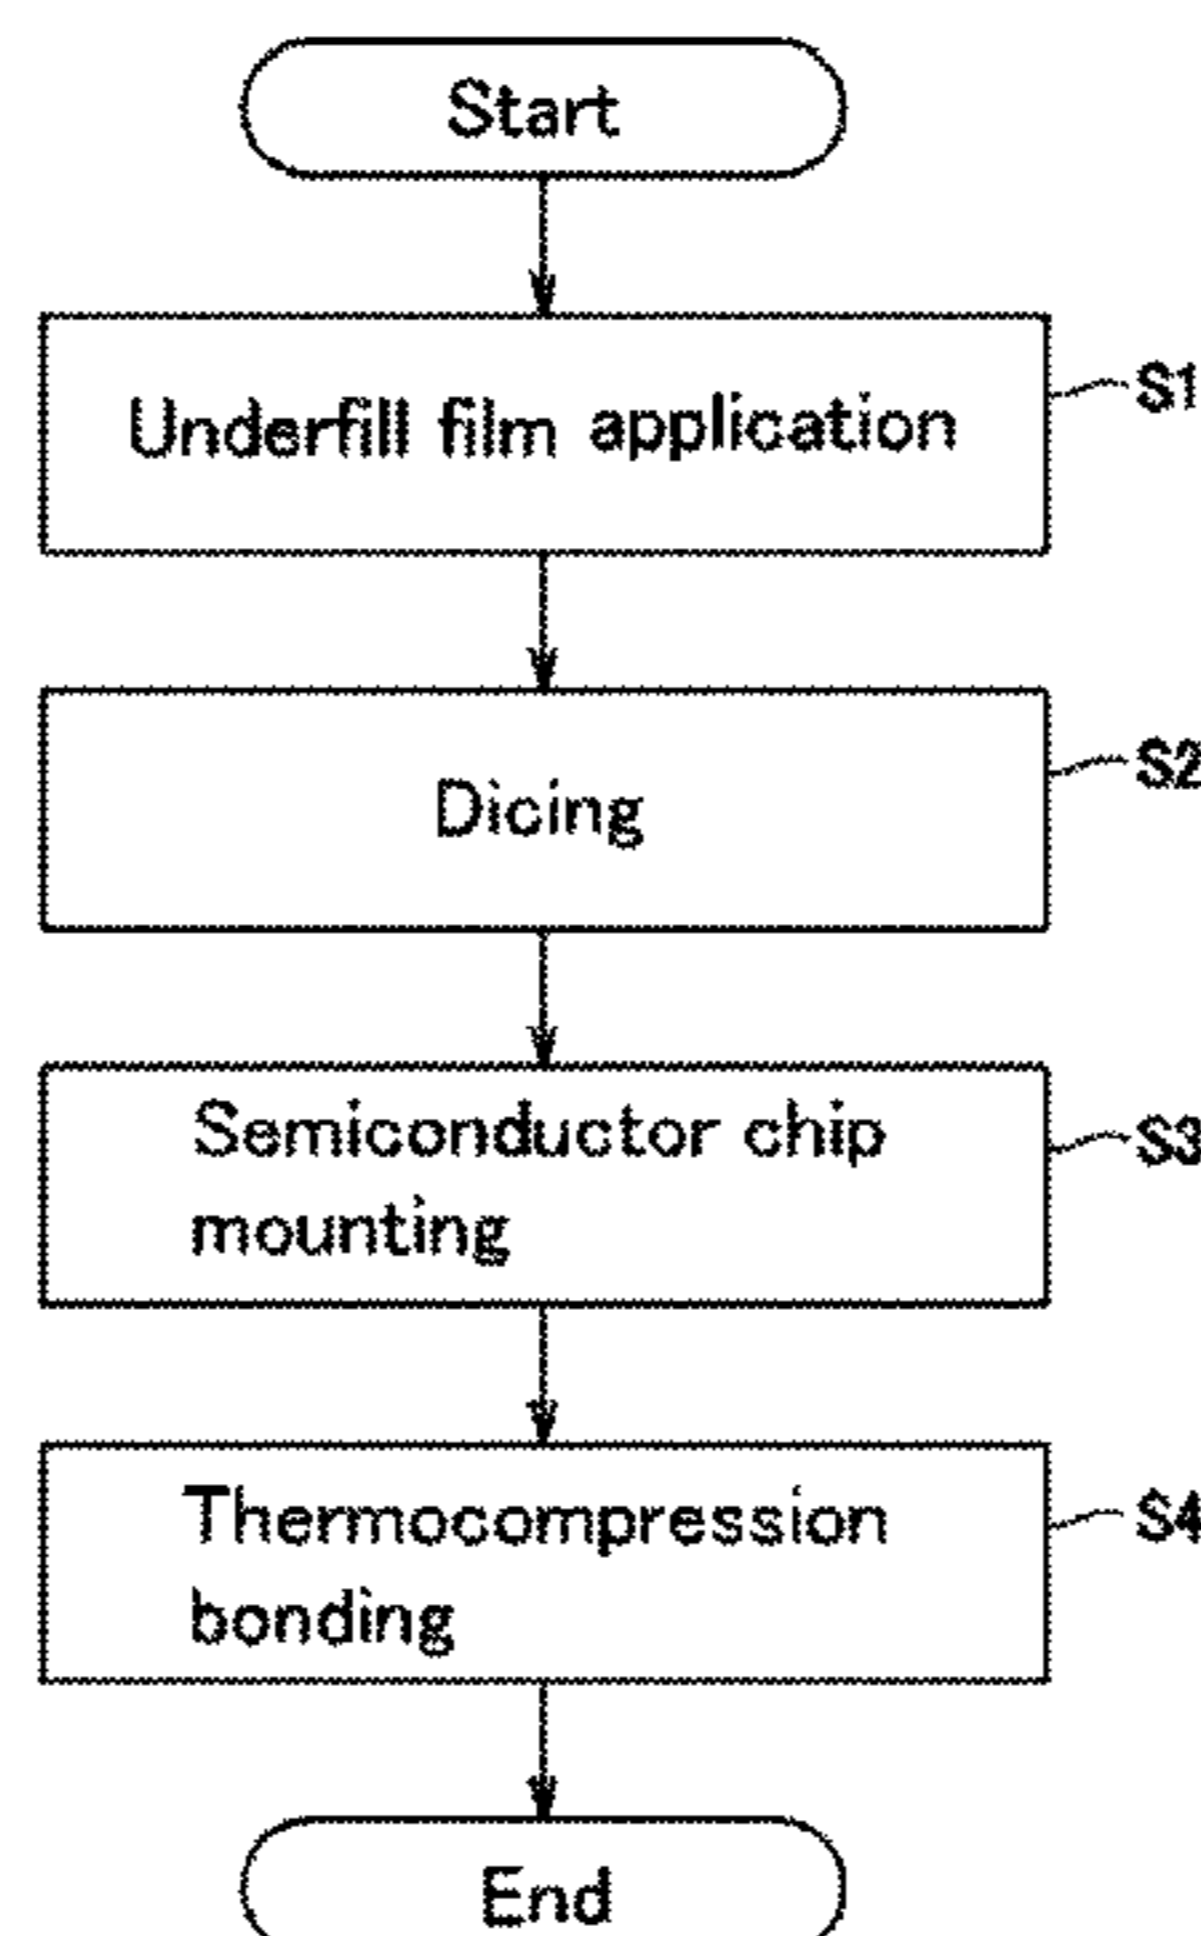 Start
Underfill film application
S1
Dicing
S2
Semiconductor chip
mounting
S3
Thermocompression
bonding
S4
End